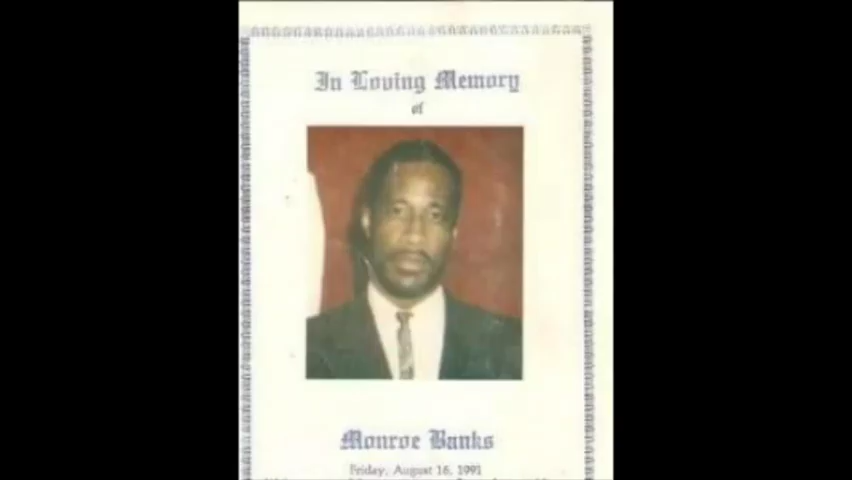 In Loving Memory
of
Monroe Banks
Friday, August 16, 1991